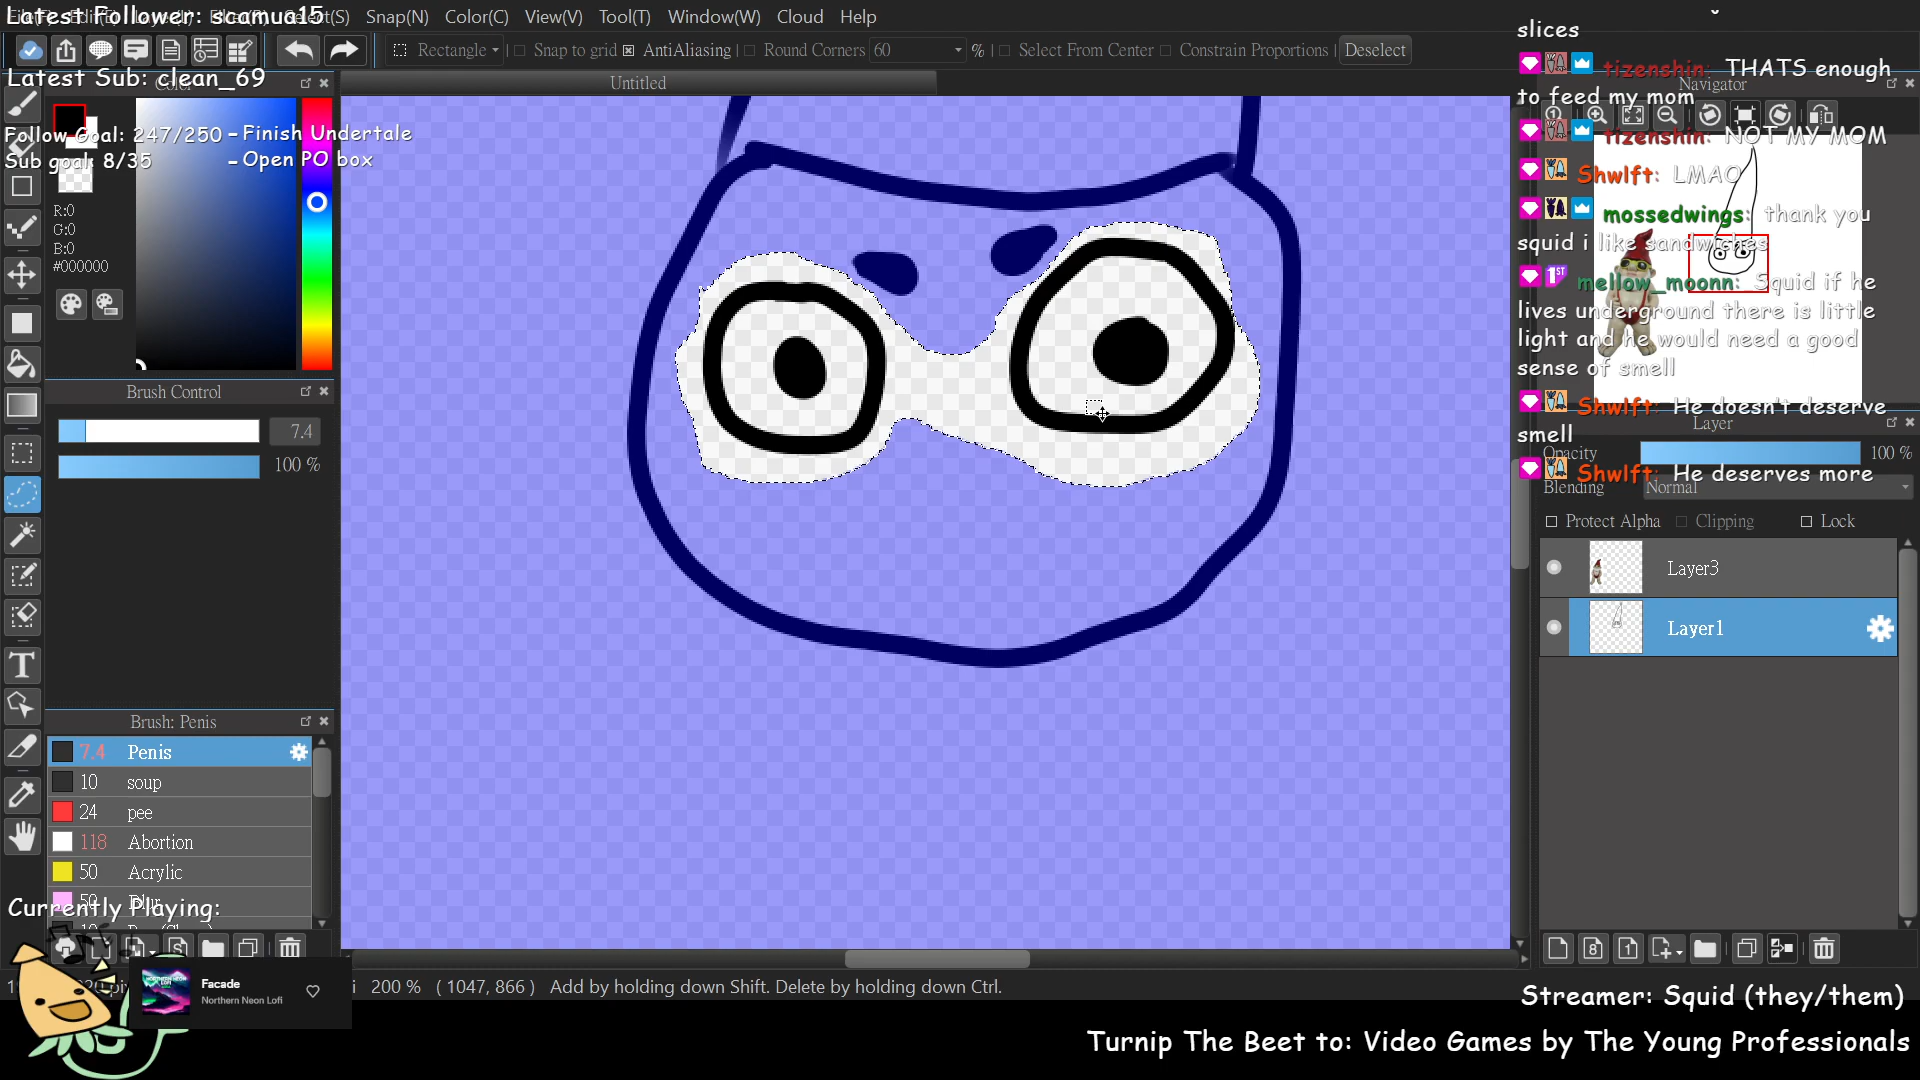 Latest Follower: scamus15
Select(S) Snap(N) Color(C) View(V) Tool(T) Window(W) Cloud Help
Rectangle Snap to grid AntiAliasing Round Corners 60 % Select From Center Constrain Proportions Deselect
Latest Sub: clean_69
Color
Untitled
Follow Goal: 247/250 - Finish Undertale
Sub goal: 8/35 - Open PO box
R:0
G:0
B:0
#000000
Brush Control
7.4
100 %
Brush: Penis
7.4 Penis
10 soup
24 pee
118 Abortion
50 Acrylic
50 Blur
Currently Playing:
Facade
Northern Neon Lofi
200 % ( 1047, 866 ) Add by holding down Shift. Delete by holding down Ctrl.
slices
tizenshin: THATS enough
to feed my mom
tizenshin: NOT MY MOM
Shwlft: LMAO
mossedwings: thank you
squid i like sandwiches
mellow_moonn: Squid if he
lives underground there is little
light and he would need a good
sense of smell
Shwlft: He doesn't deserve
smell
Shwlft: He deserves more
Navigator
Layer
Opacity 100 %
Blending Normal
Protect Alpha Clipping Lock
Layer3
Layer1
Streamer: Squid (they/them)
Turnip The Beet to: Video Games by The Young Professionals